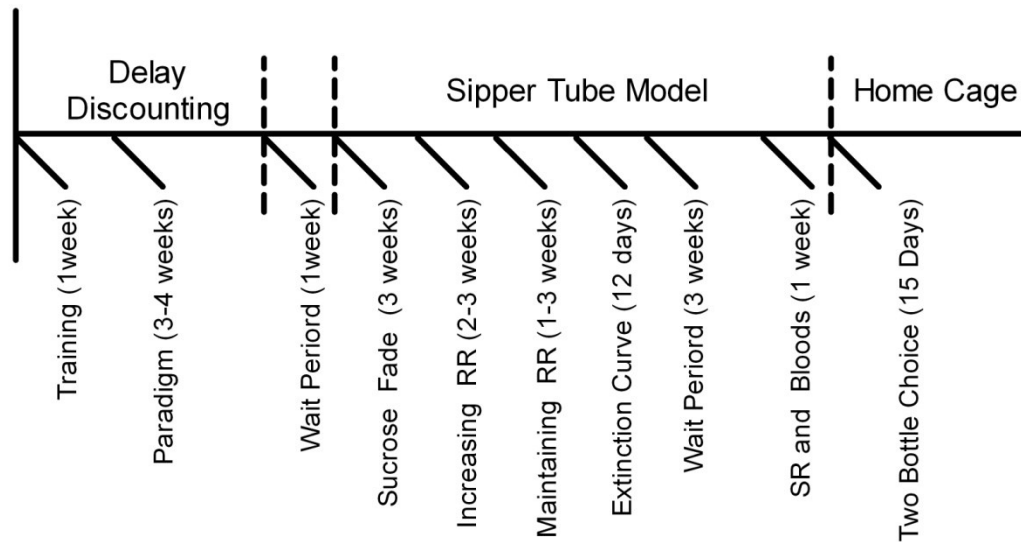 Delay
Discounting
Sipper Tube Model
Home Cage
Training (1week)
Paradigm (3-4 weeks)
Wait Periord (1week)
Sucrose Fade (3 weeks)
Increasing RR (2-3 weeks)
Maintaining RR (1-3 weeks)
Extinction Curve (12 days)
Wait Periord (3 weeks)
SR and Bloods (1 week)
Two Bottle Choice (15 Days)